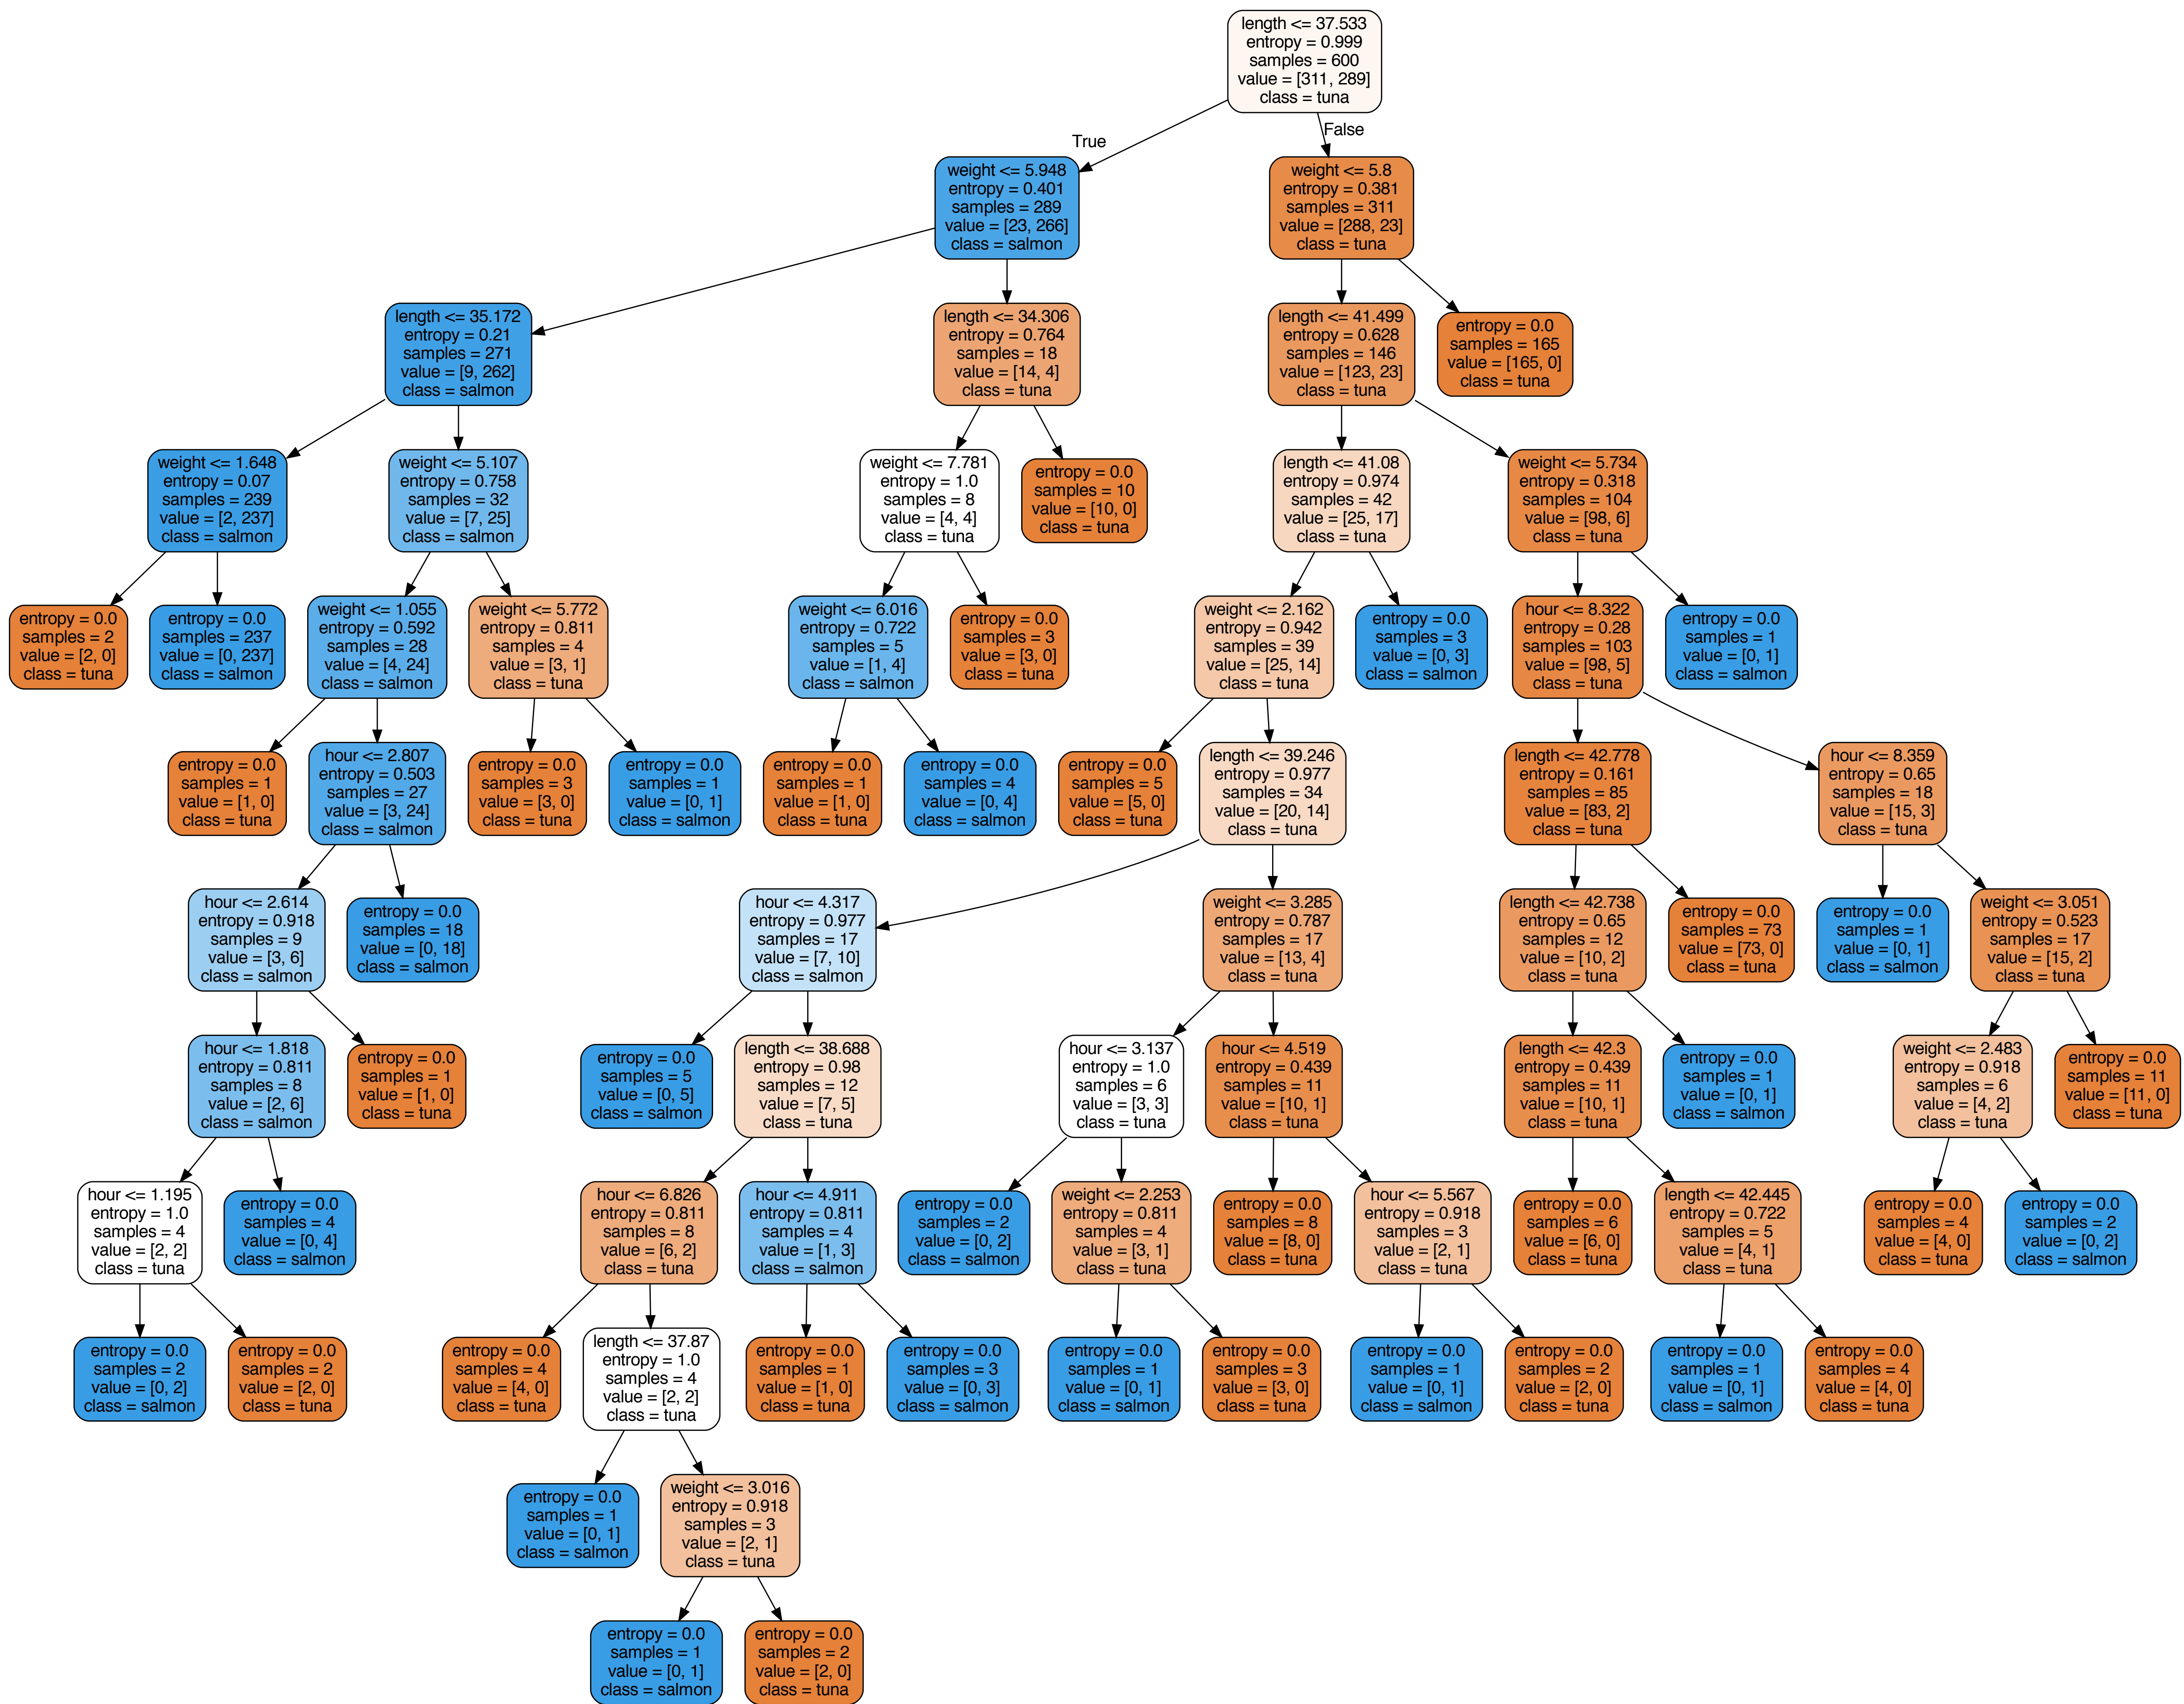 length <= 37.533
entropy = 0.999
samples = 600
value = [311, 289]
class = tuna
True
False
weight <= 5.948
entropy = 0.401
samples = 289
value = [23, 266]
class = salmon
weight <= 5.8
entropy = 0.381
samples = 311
value = [288, 23]
class = tuna
length <= 35.172
entropy = 0.21
samples = 271
value = [9, 262]
class = salmon
length <= 34.306
entropy = 0.764
samples = 18
value = [14, 4]
class = tuna
length <= 41.499
entropy = 0.628
samples = 146
value = [123, 23]
class = tuna
entropy = 0.0
samples = 165
value = [165, 0]
class = tuna
weight <= 1.648
entropy = 0.07
samples = 239
value = [2, 237]
class = salmon
weight <= 5.107
entropy = 0.758
samples = 32
value = [7, 25]
class = salmon
weight <= 7.781
entropy = 1.0
samples = 8
value = [4, 4]
class = tuna
entropy = 0.0
samples = 10
value = [10, 0]
class = tuna
length <= 41.08
entropy = 0.974
samples = 42
value = [25, 17]
class = tuna
weight <= 5.734
entropy = 0.318
samples = 104
value = [98, 6]
class = tuna
entropy = 0.0
samples = 2
value = [2, 0]
class = tuna
entropy = 0.0
samples = 237
value = [0, 237]
class = salmon
weight <= 1.055
entropy = 0.592
samples = 28
value = [4, 24]
class = salmon
weight <= 5.772
entropy = 0.811
samples = 4
value = [3, 1]
class = tuna
weight <= 6.016
entropy = 0.722
samples = 5
value = [1, 4]
class = salmon
entropy = 0.0
samples = 3
value = [3, 0]
class = tuna
weight <= 2.162
entropy = 0.942
samples = 39
value = [25, 14]
class = tuna
entropy = 0.0
samples = 3
value = [0, 3]
class = salmon
hour <= 8.322
entropy = 0.28
samples = 103
value = [98, 5]
class = tuna
entropy = 0.0
samples = 1
value = [0, 1]
class = salmon
entropy = 0.0
samples = 1
value = [1, 0]
class = tuna
hour <= 2.807
entropy = 0.503
samples = 27
value = [3, 24]
class = salmon
entropy = 0.0
samples = 3
value = [3, 0]
class = tuna
entropy = 0.0
samples = 1
value = [0, 1]
class = salmon
entropy = 0.0
samples = 1
value = [1, 0]
class = tuna
entropy = 0.0
samples = 4
value = [0, 4]
class = salmon
entropy = 0.0
samples = 5
value = [5, 0]
class = tuna
length <= 39.246
entropy = 0.977
samples = 34
value = [20, 14]
class = tuna
length <= 42.778
entropy = 0.161
samples = 85
value = [83, 2]
class = tuna
hour <= 8.359
entropy = 0.65
samples = 18
value = [15, 3]
class = tuna
hour <= 2.614
entropy = 0.918
samples = 9
value = [3, 6]
class = salmon
entropy = 0.0
samples = 18
value = [0, 18]
class = salmon
hour <= 4.317
entropy = 0.977
samples = 17
value = [7, 10]
class = salmon
weight <= 3.285
entropy = 0.787
samples = 17
value = [13, 4]
class = tuna
length <= 42.738
entropy = 0.65
samples = 12
value = [10, 2]
class = tuna
entropy = 0.0
samples = 73
value = [73, 0]
class = tuna
entropy = 0.0
samples = 1
value = [0, 1]
class = salmon
weight <= 3.051
entropy = 0.523
samples = 17
value = [15, 2]
class = tuna
hour <= 1.818
entropy = 0.811
samples = 8
value = [2, 6]
class = salmon
entropy = 0.0
samples = 1
value = [1, 0]
class = tuna
entropy = 0.0
samples = 5
value = [0, 5]
class = salmon
length <= 38.688
entropy = 0.98
samples = 12
value = [7, 5]
class = tuna
hour <= 3.137
entropy = 1.0
samples = 6
value = [3, 3]
class = tuna
hour <= 4.519
entropy = 0.439
samples = 11
value = [10, 1]
class = tuna
length <= 42.3
entropy = 0.439
samples = 11
value = [10, 1]
class = tuna
entropy = 0.0
samples = 1
value = [0, 1]
class = salmon
weight <= 2.483
entropy = 0.918
samples = 6
value = [4, 2]
class = tuna
entropy = 0.0
samples = 11
value = [11, 0]
class = tuna
hour <= 1.195
entropy = 1.0
samples = 4
value = [2, 2]
class = tuna
entropy = 0.0
samples = 4
value = [0, 4]
class = salmon
hour <= 6.826
entropy = 0.811
samples = 8
value = [6, 2]
class = tuna
hour <= 4.911
entropy = 0.811
samples = 4
value = [1, 3]
class = salmon
entropy = 0.0
samples = 2
value = [0, 2]
class = salmon
weight <= 2.253
entropy = 0.811
samples = 4
value = [3, 1]
class = tuna
entropy = 0.0
samples = 8
value = [8, 0]
class = tuna
hour <= 5.567
entropy = 0.918
samples = 3
value = [2, 1]
class = tuna
entropy = 0.0
samples = 6
value = [6, 0]
class = tuna
length <= 42.445
entropy = 0.722
samples = 5
value = [4, 1]
class = tuna
entropy = 0.0
samples = 4
value = [4, 0]
class = tuna
entropy = 0.0
samples = 2
value = [0, 2]
class = salmon
entropy = 0.0
samples = 2
value = [0, 2]
class = salmon
entropy = 0.0
samples = 2
value = [2, 0]
class = tuna
entropy = 0.0
samples = 4
value = [4, 0]
class = tuna
length <= 37.87
entropy = 1.0
samples = 4
value = [2, 2]
class = tuna
entropy = 0.0
samples = 1
value = [1, 0]
class = tuna
entropy = 0.0
samples = 3
value = [0, 3]
class = salmon
entropy = 0.0
samples = 1
value = [0, 1]
class = salmon
entropy = 0.0
samples = 3
value = [3, 0]
class = tuna
entropy = 0.0
samples = 1
value = [0, 1]
class = salmon
entropy = 0.0
samples = 2
value = [2, 0]
class = tuna
entropy = 0.0
samples = 1
value = [0, 1]
class = salmon
entropy = 0.0
samples = 4
value = [4, 0]
class = tuna
entropy = 0.0
samples = 1
value = [0, 1]
class = salmon
weight <= 3.016
entropy = 0.918
samples = 3
value = [2, 1]
class = tuna
entropy = 0.0
samples = 1
value = [0, 1]
class = salmon
entropy = 0.0
samples = 2
value = [2, 0]
class = tuna